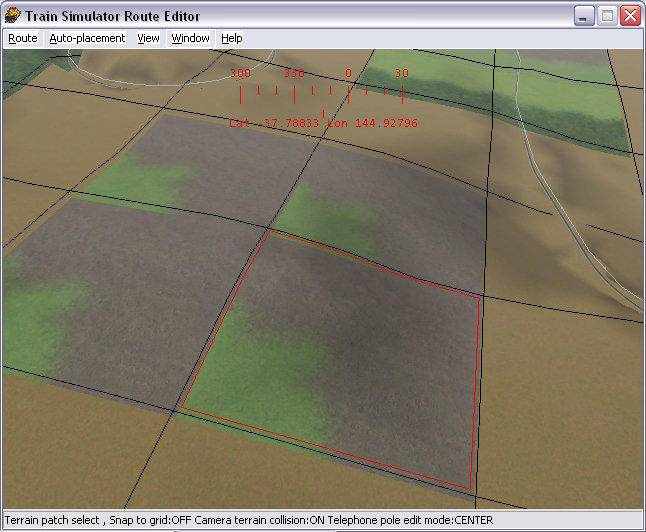 Train Simulator Route Editor
Route Auto-placement View Window Help
300 330 0 30
Lat -37.78833 Lon 144.92796
Terrain patch select , Snap to grid:OFF Camera terrain collision:ON Telephone pole edit mode:CENTER